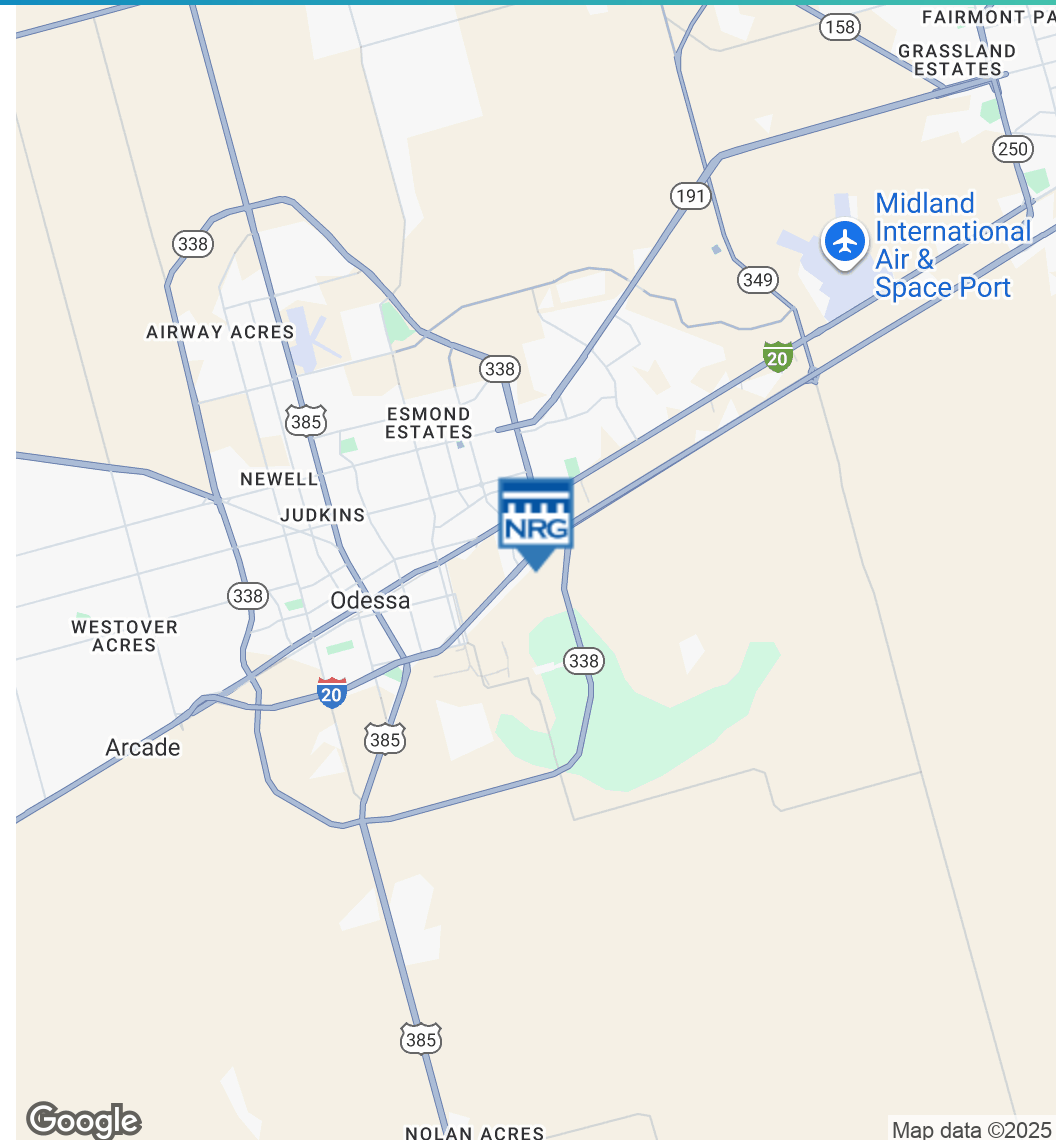 158
FAIRMONT PA
GRASSLAND
ESTATES
250
191
Midland
International
Air &
Space Port
338
349
AIRWAY ACRES
20
338
385
ESMOND
ESTATES
NEWELL
JUDKINS
NRG
338
Odessa
WESTOVER
ACRES
338
20
385
Arcade
385
Google
NOLAN ACRES
Map data ©2025